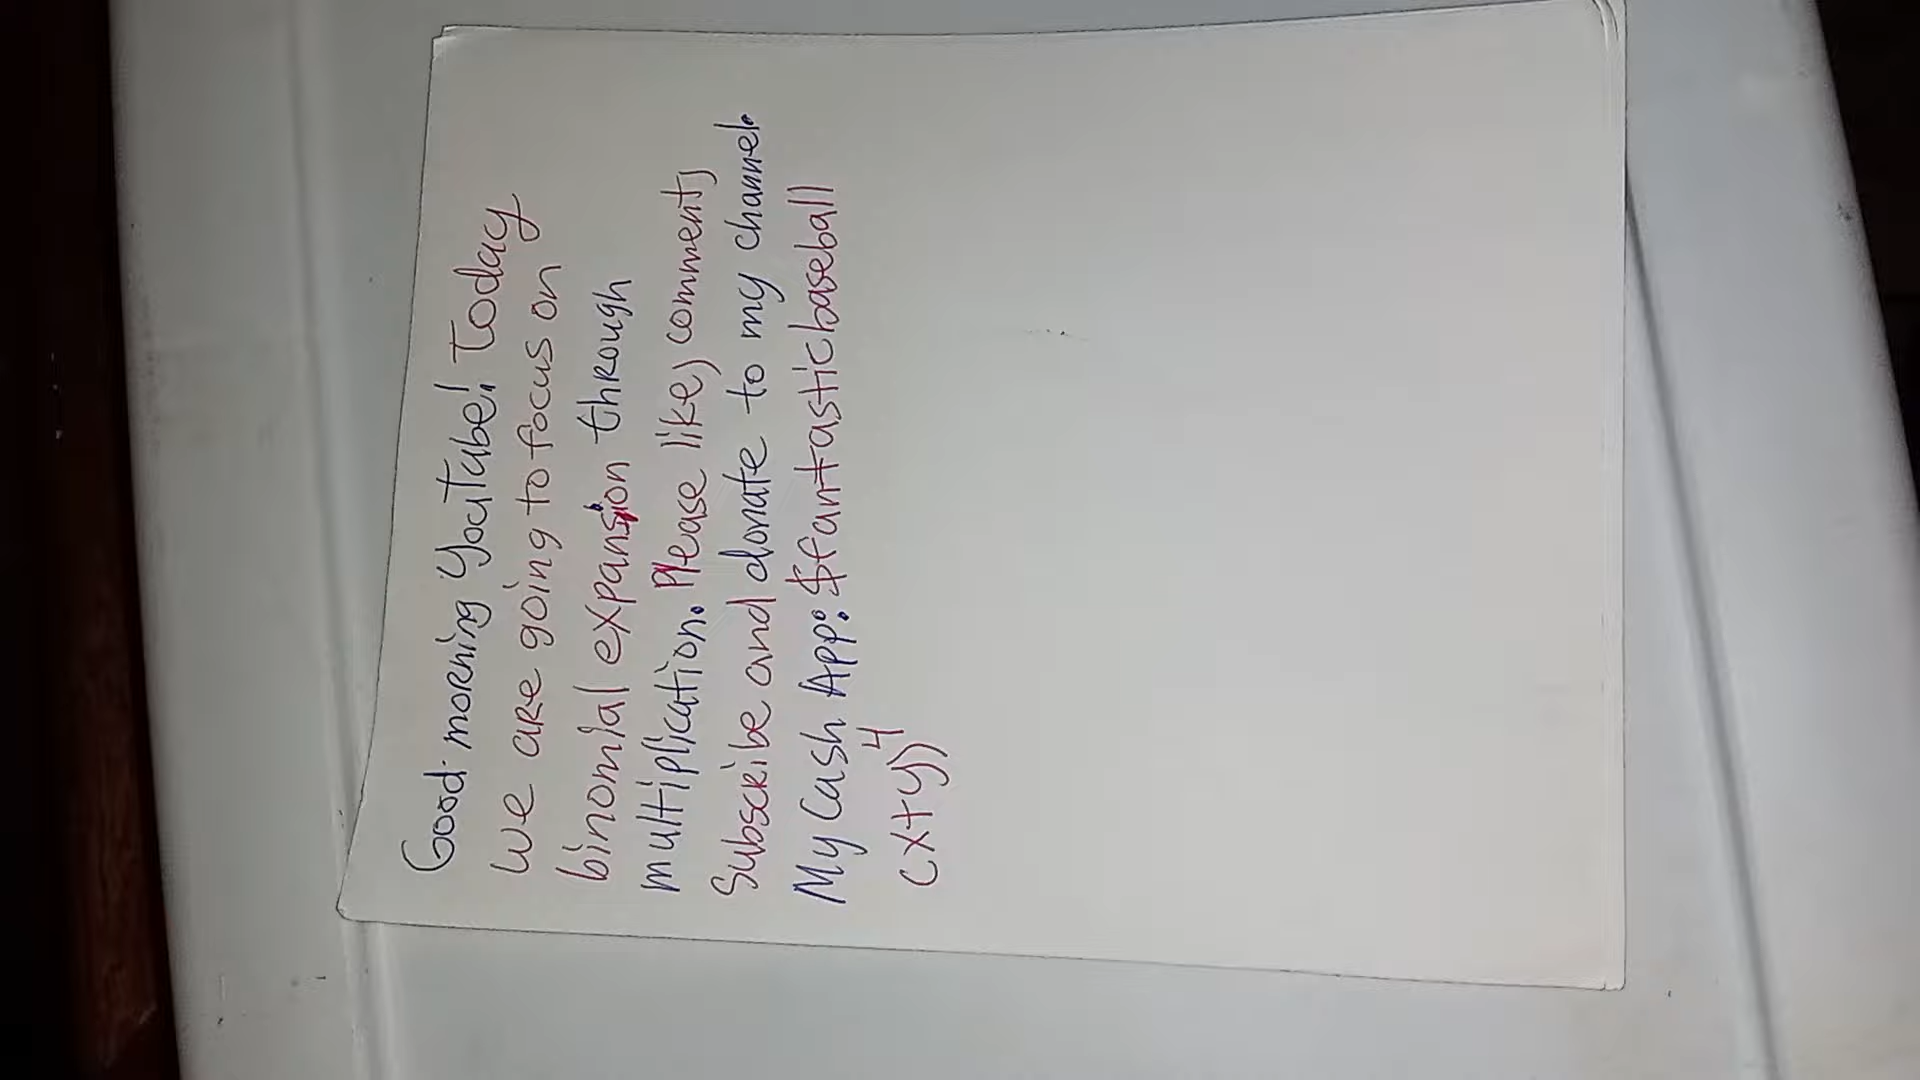 Good morning YouTube! Today
we are going to focus on
binomial expansion through
multiplication. Please like, comment,
Subscribe and donate to my channel.
My Cash App: $fantasticbaseball
(x+y)^4